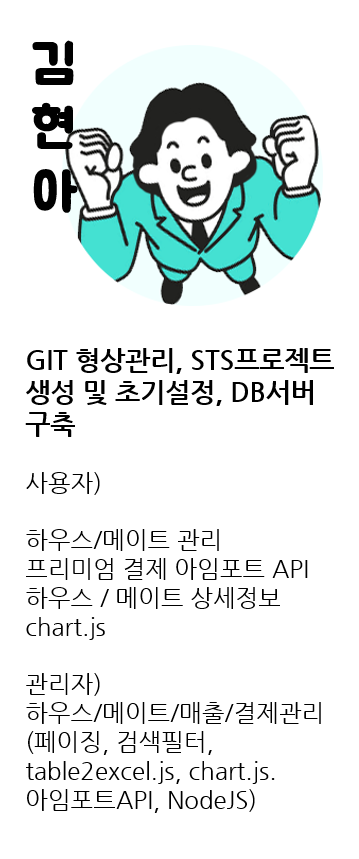 김현아
GIT 형상관리, STS프로젝트
생성 및 초기설정, DB서버
구축
사용자)
하우스/메이트 관리
프리미엄 결제 아임포트 API
하우스 / 메이트 상세정보
chart.js
관리자)
하우스/메이트/매출/결제관리
(페이징, 검색필터,
table2excel.js, chart.js.
아임포트API, NodeJS)